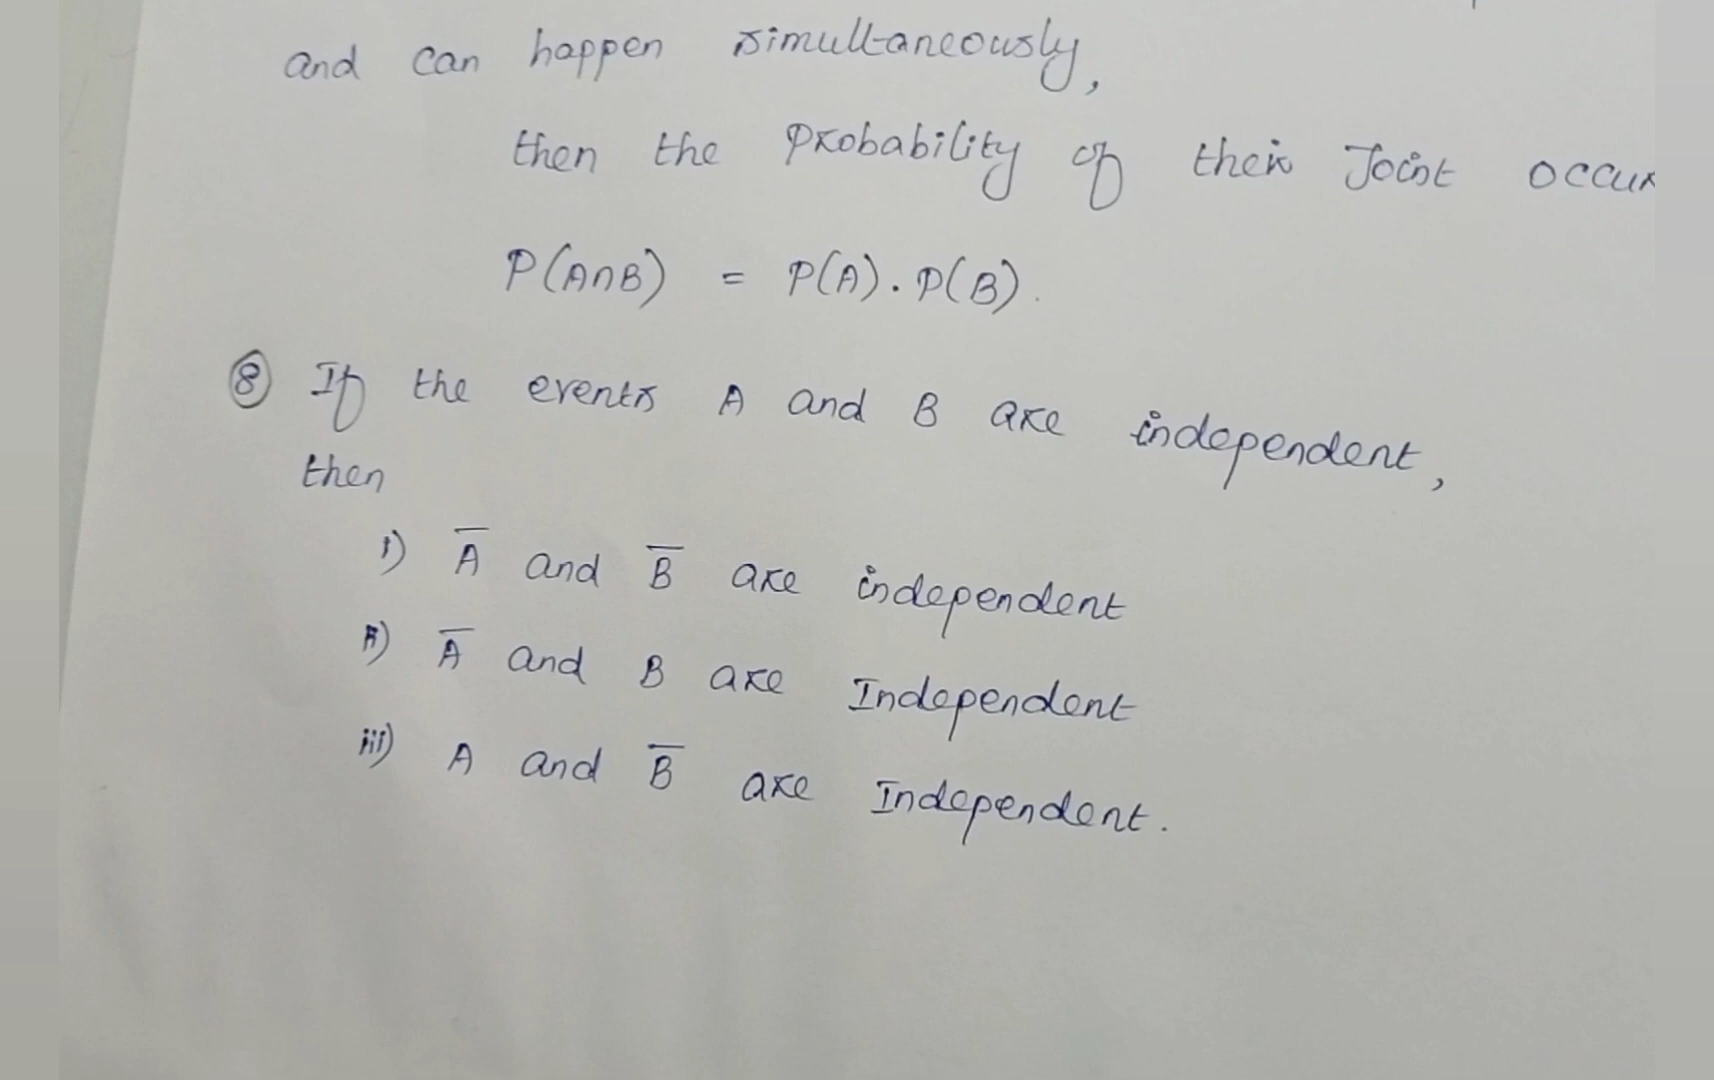 and can happen simultaneously,
then the probability of their Joint occur
P(A∩B) = P(A). P(B).
⑧ If the events A and B are independent,
then
i) A̅ and B̅ are independent
ii) A̅ and B are Independent
iii) A and B̅ are Independent.